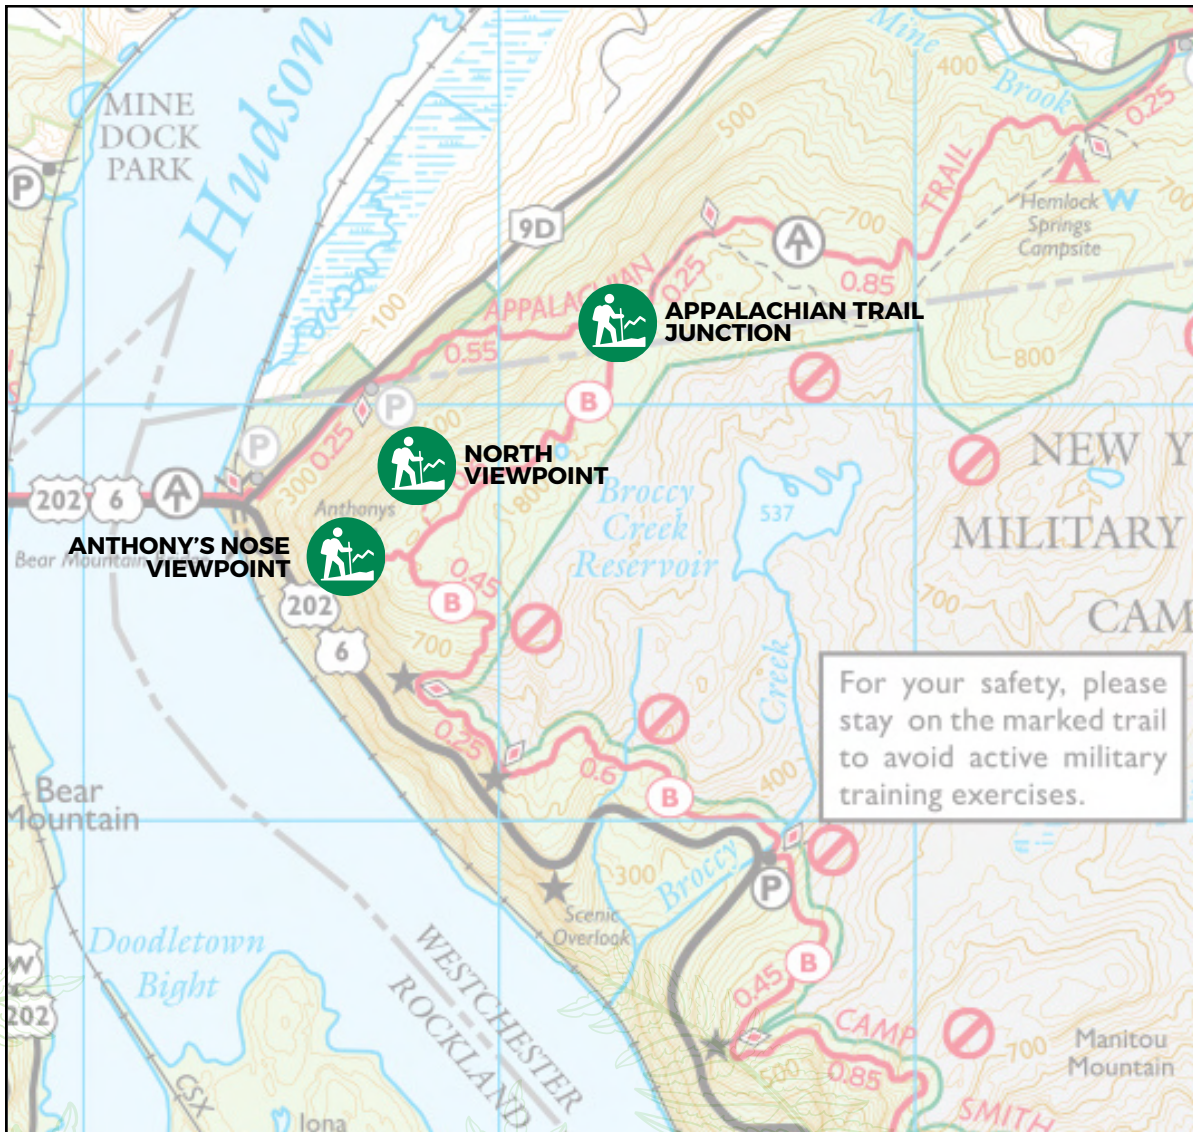 Hudson
MINE
DOCK
PARK
P
9D
Mine
Brook
400
500
0.25
TRAIL
Hemlock W
Springs
Campsite
700
700
0.85
APPALACHIAN
0.25
APPALACHIAN TRAIL
JUNCTION
100
0.55
800
B
P
P
0.25
300
NORTH
VIEWPOINT
800
Anthonys
202
6
ANTHONY'S NOSE
VIEWPOINT
Bear Mountain Bridge
Broccy
Creek
Reservoir
537
NEW Y
MILITARY
CAM
700
202
6
0.45
B
700
0.25
0.6
B
Creek
400
For your safety, please
stay on the marked trail
to avoid active military
training exercises.
Bear
Mountain
300
Broccy
P
Scenic
Overlook
Doodletown
Bight
WESTCHESTER
ROCKLAND
W
202
B
0.45
CAMP
SMITH
0.85
500
700
Manitou
Mountain
CSX
Iona